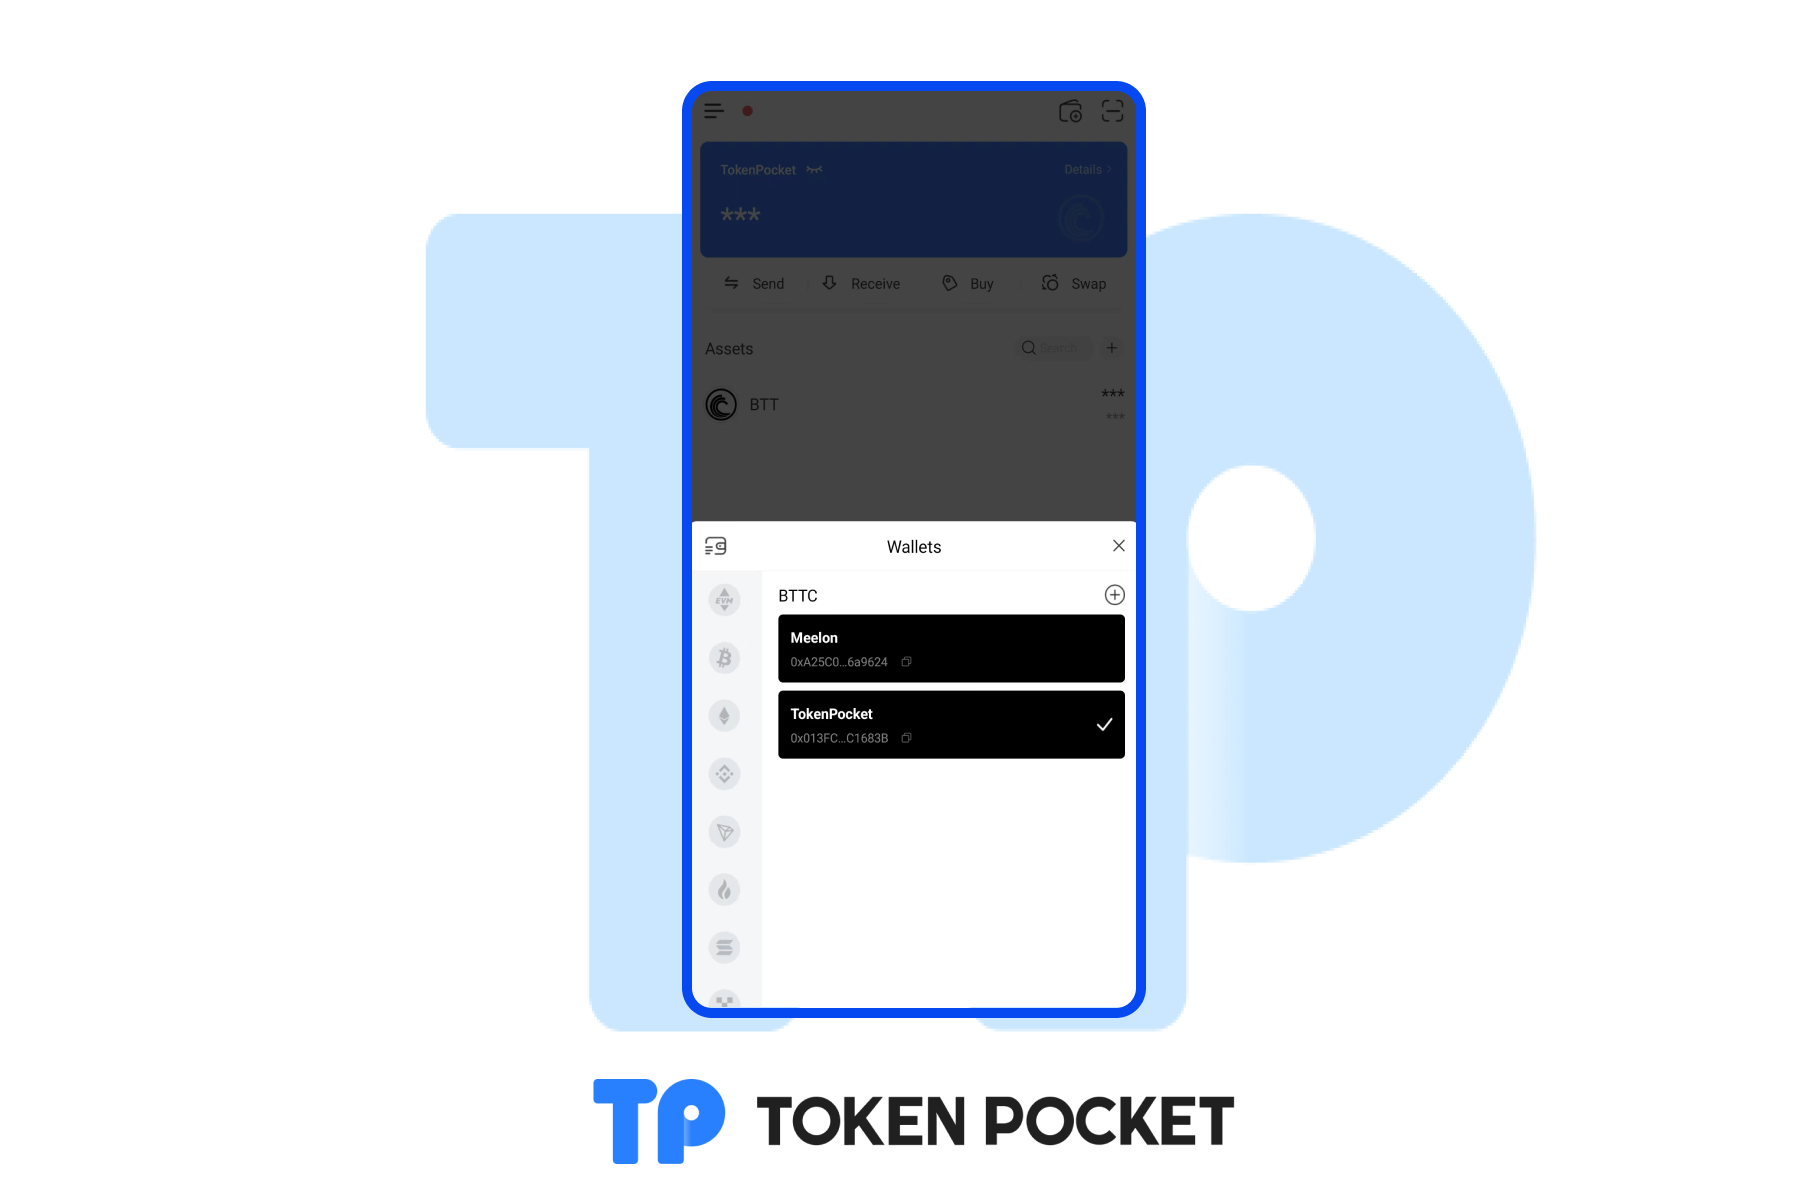 TokenPocket
Details
***
Send
Receive
Buy
Swap
Assets
Search
BTT
***
***
Wallets
EVM
BTTC
Meelon
0xA25C0...6a9624
TokenPocket
0x013FC...C1683B
TP TOKEN POCKET